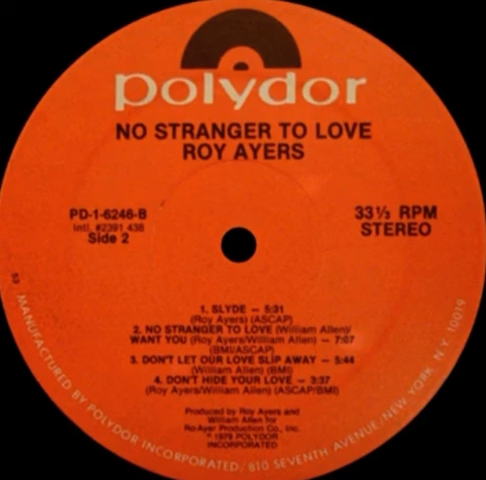 polydor
NO STRANGER TO LOVE
ROY AYERS
PD-1-6246-B
Intl. #2391 438
Side 2
33⅓ RPM
STEREO
1. SLYDE — 5:31
(Roy Ayers) (ASCAP)
2. NO STRANGER TO LOVE (William Allen)/
WANT YOU (Roy Ayers/William Allen) — 7:07
(BMI/ASCAP)
3. DON'T LET OUR LOVE SLIP AWAY — 5:44
(William Allen) (BMI)
4. DON'T HIDE YOUR LOVE — 3:37
(Roy Ayers/William Allen) (ASCAP/BMI)
Produced by Roy Ayers and
William Allen for
Ro-Ayer Production Co., Inc.
℗ 1979 POLYDOR
INCORPORATED
MANUFACTURED BY POLYDOR INCORPORATED/810 SEVENTH AVENUE/NEW YORK, N.Y. 10019